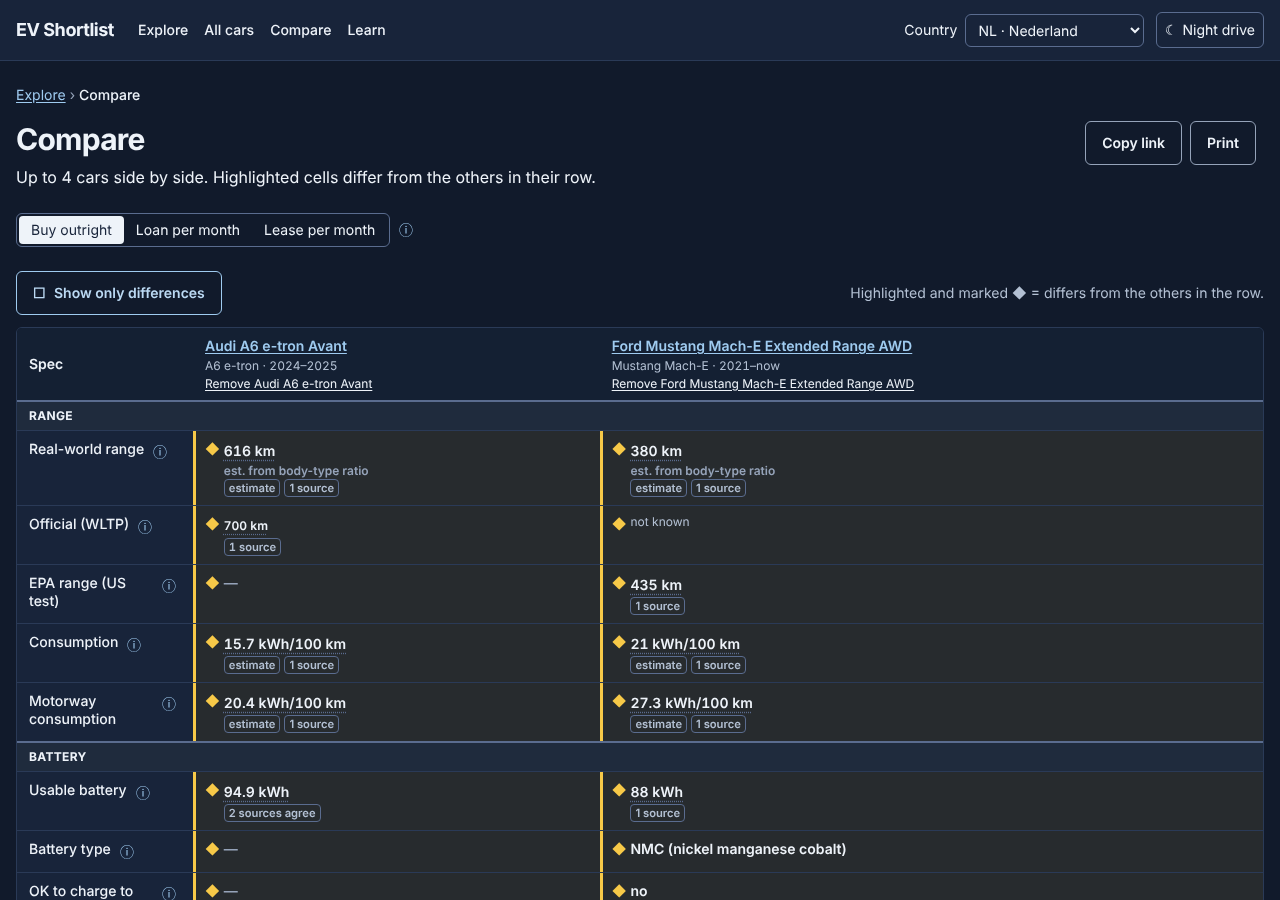 EV Shortlist Explore All cars Compare Learn Country NL · Nederland ☾ Night drive
Explore › Compare
Compare
Copy link Print
Up to 4 cars side by side. Highlighted cells differ from the others in their row.
Buy outright Loan per month Lease per month ⓘ
☐ Show only differences
Highlighted and marked ◆ = differs from the others in the row.
Spec
Audi A6 e-tron Avant
A6 e-tron · 2024–2025
Remove Audi A6 e-tron Avant
Ford Mustang Mach-E Extended Range AWD
Mustang Mach-E · 2021–now
Remove Ford Mustang Mach-E Extended Range AWD
RANGE
Real-world range ⓘ
◆ 616 km
est. from body-type ratio
estimate 1 source
◆ 380 km
est. from body-type ratio
estimate 1 source
Official (WLTP) ⓘ
◆ 700 km
1 source
◆ not known
EPA range (US ⓘ
test)
◆ —
◆ 435 km
1 source
Consumption ⓘ
◆ 15.7 kWh/100 km
estimate 1 source
◆ 21 kWh/100 km
estimate 1 source
Motorway ⓘ
consumption
◆ 20.4 kWh/100 km
estimate 1 source
◆ 27.3 kWh/100 km
estimate 1 source
BATTERY
Usable battery ⓘ
◆ 94.9 kWh
2 sources agree
◆ 88 kWh
1 source
Battery type ⓘ
◆ —
◆ NMC (nickel manganese cobalt)
OK to charge to ⓘ
◆ —
◆ no